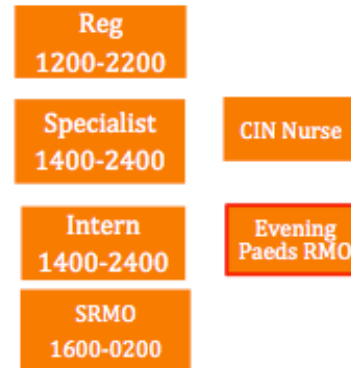 Reg
1200-2200
Specialist
1400-2400
CIN Nurse
Intern
1400-2400
Evening
Paeds RMO
SRMO
1600-0200